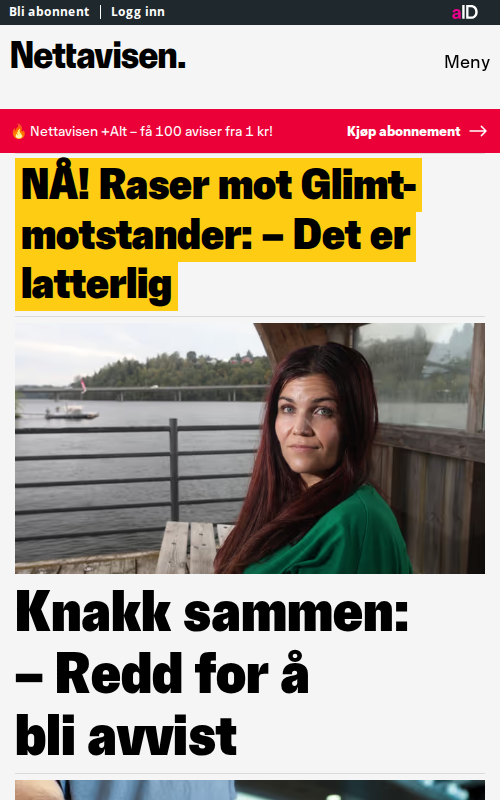 Bli abonnent | Logg inn
aID
Nettavisen.
Meny
🔥 Nettavisen +Alt – få 100 aviser fra 1 kr!
Kjøp abonnement →
NÅ! Raser mot Glimt-
motstander: – Det er
latterlig
Knakk sammen:
– Redd for å
bli avvist